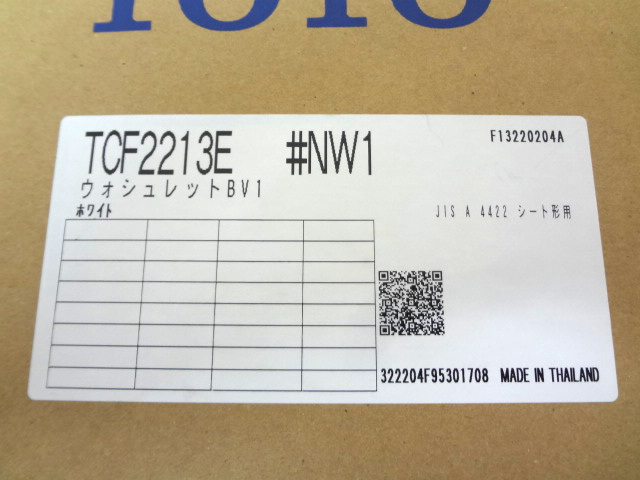 TOTO
TCF2213E #NW1
F13220204A
ウォシュレットBV1
ホワイト
JIS A 4422 シート形用
322204F95301708 MADE IN THAILAND